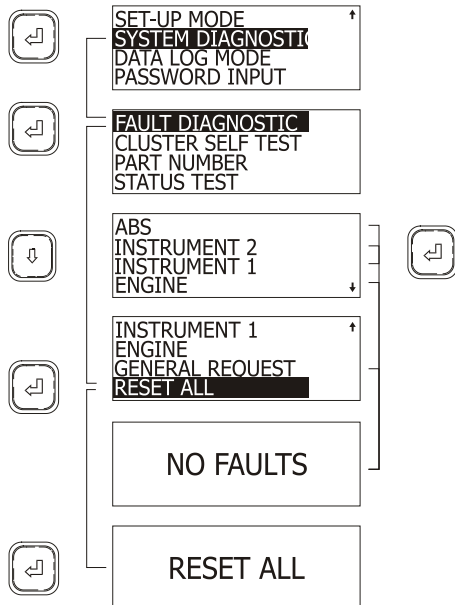 SET-UP MODE
SYSTEM DIAGNOSTIC
DATA LOG MODE
PASSWORD INPUT
FAULT DIAGNOSTIC
CLUSTER SELF TEST
PART NUMBER
STATUS TEST
ABS
INSTRUMENT 2
INSTRUMENT 1
ENGINE
INSTRUMENT 1
ENGINE
GENERAL REQUEST
RESET ALL
NO FAULTS
RESET ALL